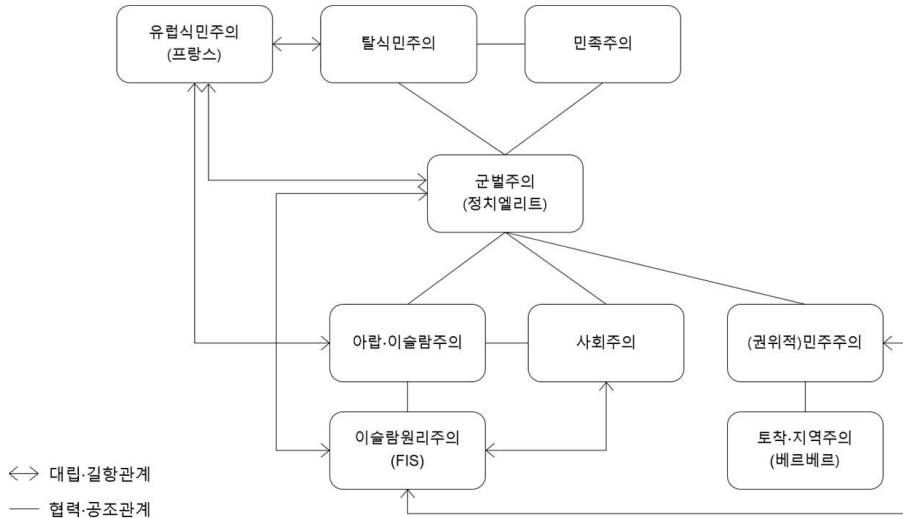 유럽식민주의
(프랑스)
탈식민주의
민족주의
군벌주의
(정치엘리트)
아랍·이슬람주의
사회주의
(권위적)민주주의
이슬람원리주의
(FIS)
토착·지역주의
(베르베르)
대립·길항관계
협력·공조관계